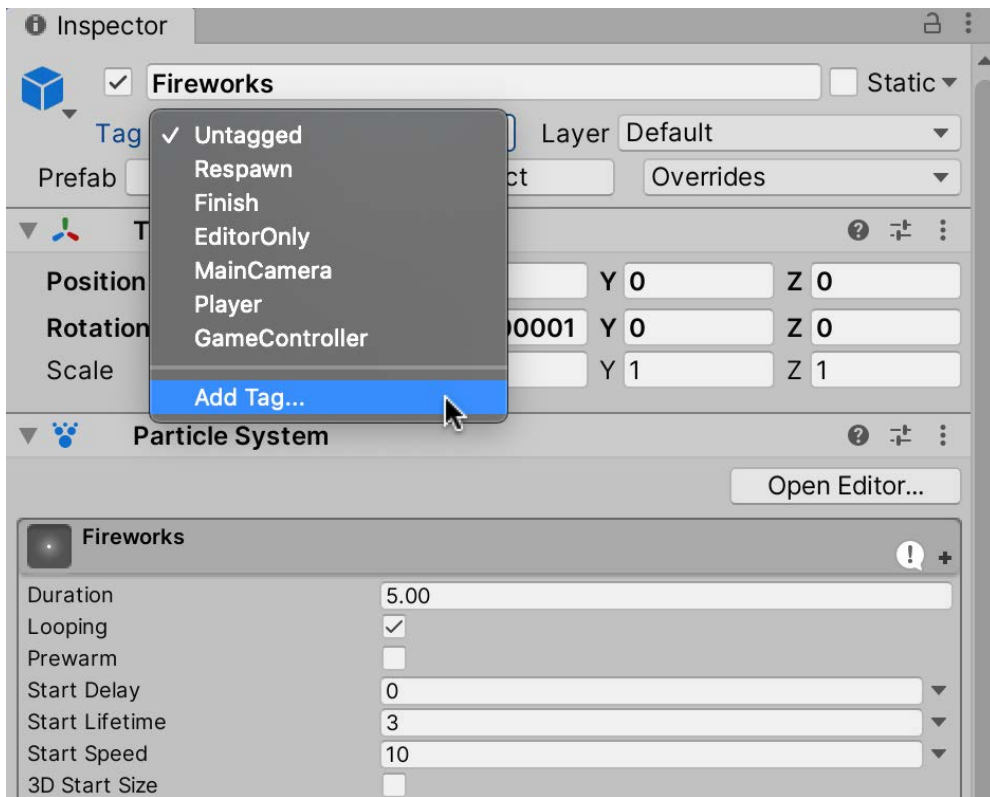 Inspector
Fireworks Static
Tag Untagged Layer Default
Respawn
Prefab ct Overrides
Finish
T
EditorOnly
MainCamera
Position Y 0 Z 0
Player
Rotation 00001 Y 0 Z 0
GameController
Scale Y 1 Z 1
Add Tag...
Particle System
Open Editor...
Fireworks
Duration 5.00
Looping
Prewarm
Start Delay 0
Start Lifetime 3
Start Speed 10
3D Start Size